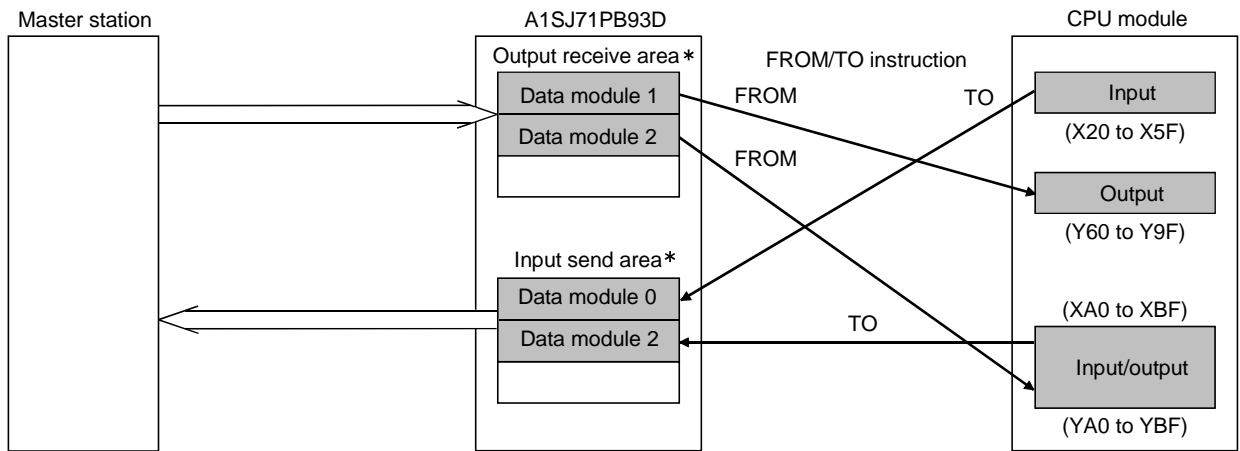 Master station
A1SJ71PB93D
CPU module
Output receive area*
FROM/TO instruction
Data module 1
FROM
TO
Input
(X20 to X5F)
Data module 2
FROM
Output
(Y60 to Y9F)
Input send area*
Data module 0
(XA0 to XBF)
Data module 2
TO
Input/output
(YA0 to YBF)